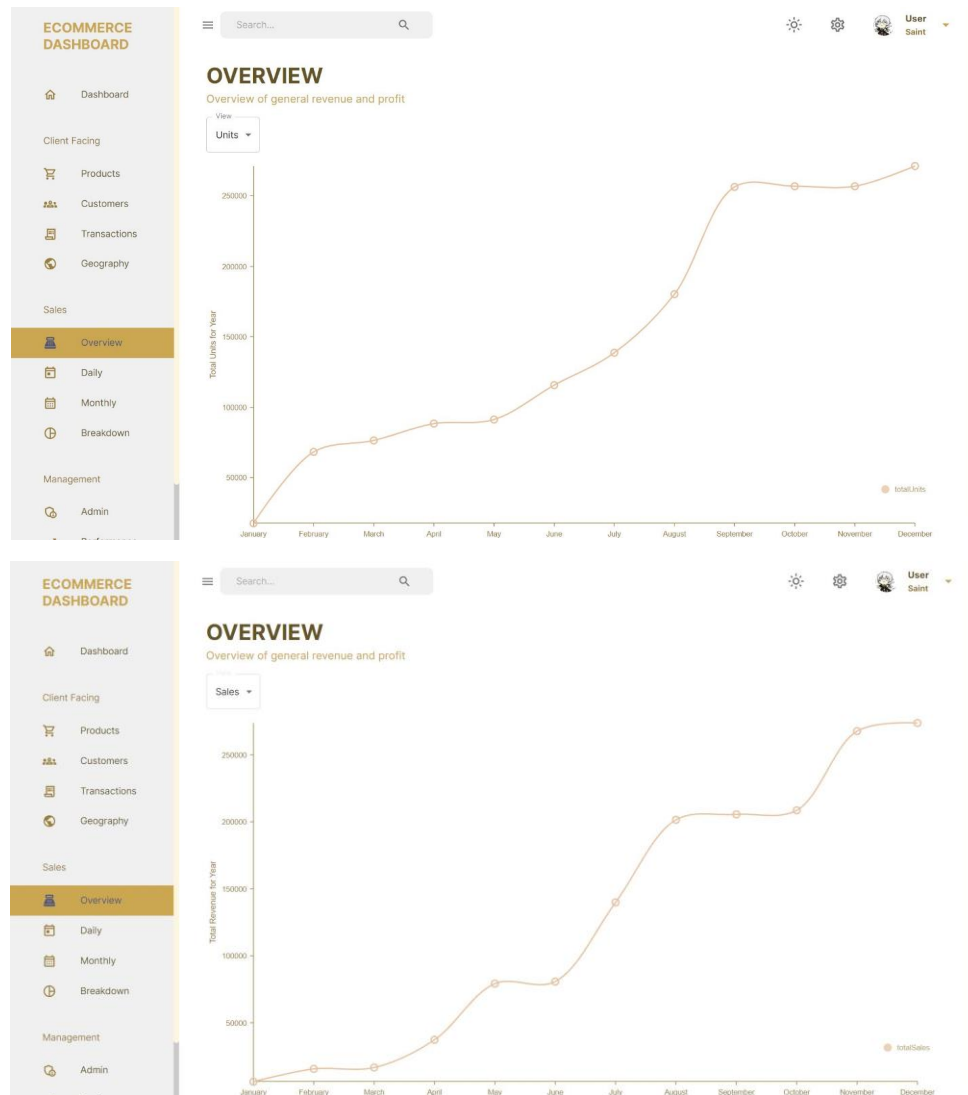 ECOMMERCE
DASHBOARD
Search...
User
Saint
OVERVIEW
Overview of general revenue and profit
View
Units
Dashboard
Client Facing
Products
Customers
Transactions
Geography
Sales
Overview
Daily
Monthly
Breakdown
Management
Admin
250000
200000
150000
100000
50000
Total Units for Year
totalUnits
January February March April May June July August September October November December
ECOMMERCE
DASHBOARD
Search...
User
Saint
OVERVIEW
Overview of general revenue and profit
Sales
Dashboard
Client Facing
Products
Customers
Transactions
Geography
Sales
Overview
Daily
Monthly
Breakdown
Management
Admin
250000
200000
150000
100000
50000
Total Revenue for Year
totalSales
January February March April May June July August September October November December